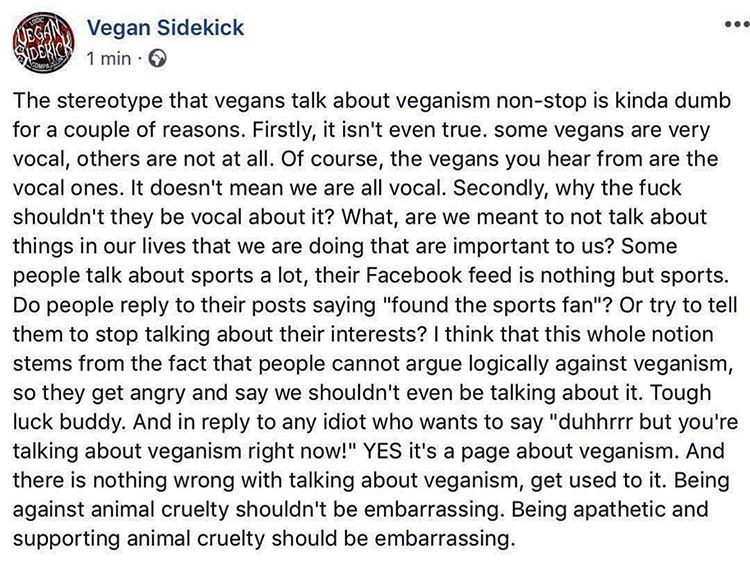 LOGIC
VEGAN
SIDEKICK
Vegan Sidekick
1 min ·
The stereotype that vegans talk about veganism non-stop is kinda dumb
for a couple of reasons. Firstly, it isn't even true. some vegans are very
vocal, others are not at all. Of course, the vegans you hear from are the
vocal ones. It doesn't mean we are all vocal. Secondly, why the fuck
shouldn't they be vocal about it? What, are we meant to not talk about
things in our lives that we are doing that are important to us? Some
people talk about sports a lot, their Facebook feed is nothing but sports.
Do people reply to their posts saying "found the sports fan"? Or try to tell
them to stop talking about their interests? I think that this whole notion
stems from the fact that people cannot argue logically against veganism,
so they get angry and say we shouldn't even be talking about it. Tough
luck buddy. And in reply to any idiot who wants to say "duhhrrr but you're
talking about veganism right now!" YES it's a page about veganism. And
there is nothing wrong with talking about veganism, get used to it. Being
against animal cruelty shouldn't be embarrassing. Being apathetic and
supporting animal cruelty should be embarrassing.